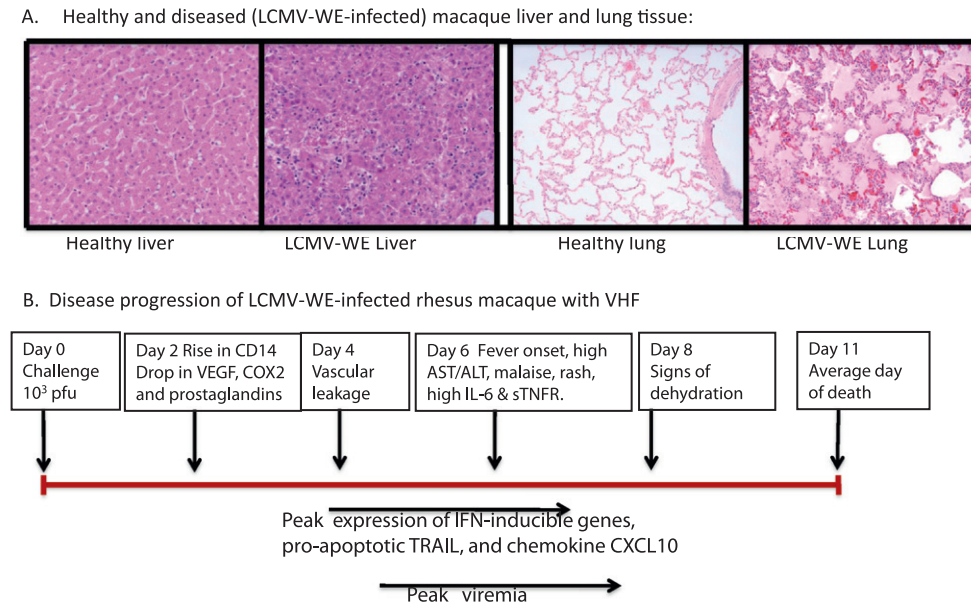 A. Healthy and diseased (LCMV-WE-infected) macaque liver and lung tissue:
Healthy liver
LCMV-WE Liver
Healthy lung
LCMV-WE Lung
B. Disease progression of LCMV-WE-infected rhesus macaque with VHF
Day 0
Challenge
10³ pfu
Day 2 Rise in CD14
Drop in VEGF, COX2
and prostaglandins
Day 4
Vascular
leakage
Day 6 Fever onset, high
AST/ALT, malaise, rash,
high IL-6 & sTNFR.
Day 8
Signs of
dehydration
Day 11
Average day
of death
Peak expression of IFN-inducible genes,
pro-apoptotic TRAIL, and chemokine CXCL10
Peak viremia